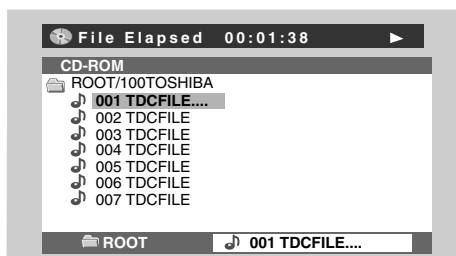 File Elapsed 00:01:38
CD-ROM
ROOT/100TOSHIBA
001 TDCFILE....
002 TDCFILE
003 TDCFILE
004 TDCFILE
005 TDCFILE
006 TDCFILE
007 TDCFILE
ROOT 001 TDCFILE....